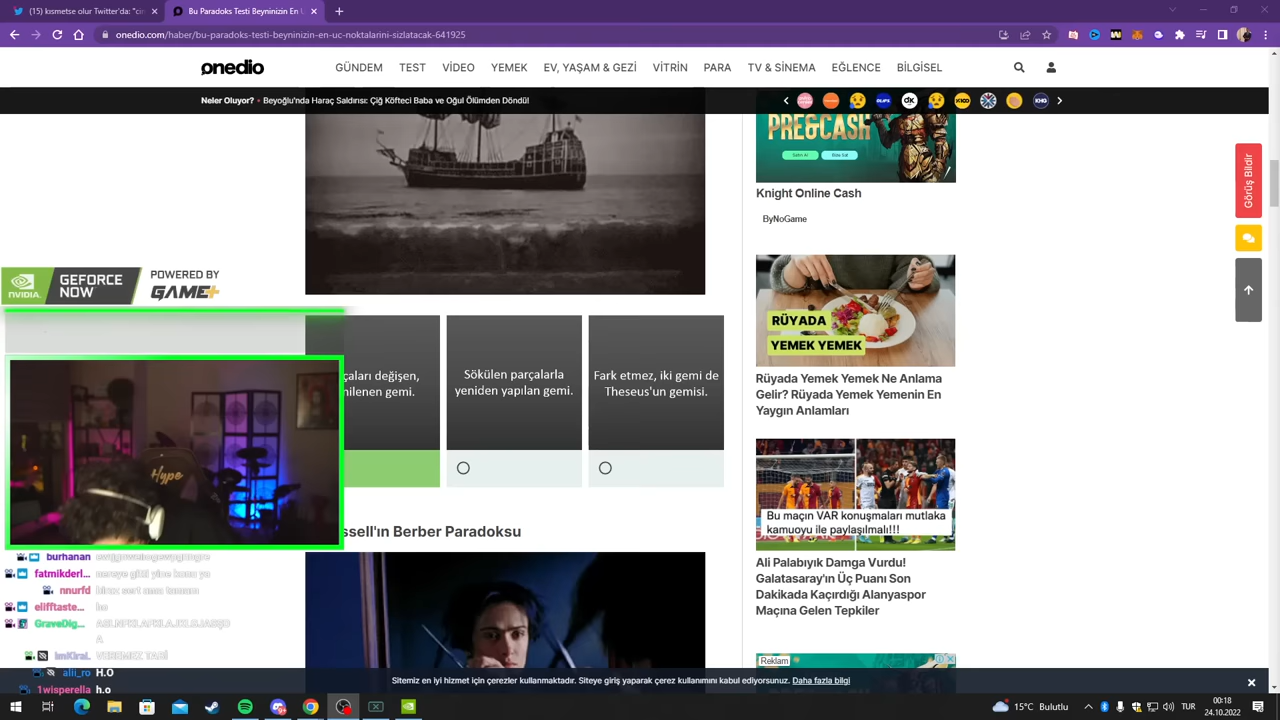 (15) kısmetse olur Twitter'da: "cin
Bu Paradoks Testi Beyninizin En U
onedio.com/haber/bu-paradoks-testi-beyninizin-en-uc-noktalarini-sizlatacak-641925
onedio
GÜNDEM TEST VİDEO YEMEK EV, YAŞAM & GEZİ VİTRİN PARA TV & SİNEMA EĞLENCE BİLGİSEL
Neler Oluyor? • Beyoğlu'nda Haraç Saldırısı: Çiğ Köfteci Baba ve Oğul Ölümden Döndü!
PRE&CASH
Knight Online Cash
ByNoGame
Görüş Bildir
NVIDIA.
GEFORCE NOW
POWERED BY
GAME+
RÜYADA
YEMEK YEMEK
Rüyada Yemek Yemek Ne Anlama
Gelir? Rüyada Yemek Yemenin En
Yaygın Anlamları
çaları değişen,
nilenen gemi.
Sökülen parçalarla
yeniden yapılan gemi.
Fark etmez, iki gemi de
Theseus'un gemisi.
Hype
Bu maçın VAR konuşmaları mutlaka
kamuoyu ile paylaşılmalı!!!
Ali Palabıyık Damga Vurdu!
Galatasaray'ın Üç Puanı Son
Dakikada Kaçırdığı Alanyaspor
Maçına Gelen Tepkiler
ssell'ın Berber Paradoksu
burhanan
fatmikderl...
nnurfd
elifftaste... ho
GraveDig...
A
alli_ro H.O
1wisperella h.o
Reklam
Sitemiz en iyi hizmet için çerezler kullanmaktadır. Siteye giriş yaparak çerez kullanımını kabul ediyorsunuz. Daha fazla bilgi
15°C Bulutlu
TUR
00:18
24.10.2022